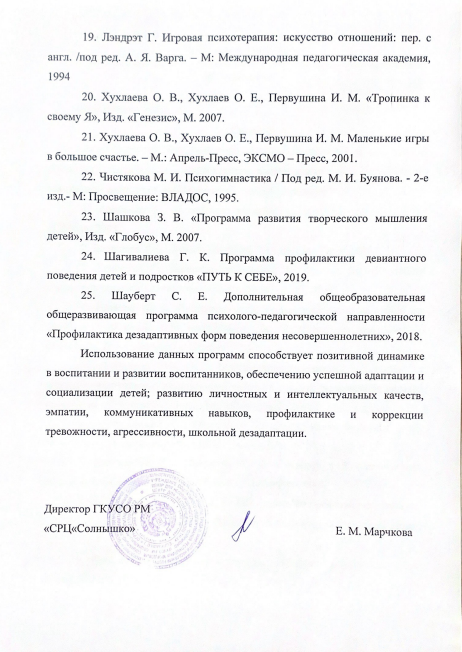 19. Лэндрэт Г. Игровая психотерапия: искусство отношений: пер. с
англ. /под ред. А. Я. Варга. – М: Международная педагогическая академия,
1994
20. Хухлаева О. В., Хухлаев О. Е., Первушина И. М. «Тропинка к
своему Я», Изд. «Генезис», М. 2007.
21. Хухлаева О. В., Хухлаев О. Е., Первушина И. М. Маленькие игры
в большое счастье. – М.: Апрель-Пресс, ЭКСМО – Пресс, 2001.
22. Чистякова М. И. Психогимнастика / Под ред. М. И. Буянова. - 2-е
изд.- М: Просвещение: ВЛАДОС, 1995.
23. Шашкова З. В. «Программа развития творческого мышления
детей», Изд. «Глобус», М. 2007.
24. Шагивалиева Г. К. Программа профилактики девиантного
поведения детей и подростков «ПУТЬ К СЕБЕ», 2019.
25. Шауберт С. Е. Дополнительная общеобразовательная
общеразвивающая программа психолого-педагогической направленности
«Профилактика дезадаптивных форм поведения несовершеннолетних», 2018.
Использование данных программ способствует позитивной динамике
в воспитании и развитии воспитанников, обеспечению успешной адаптации и
социализации детей; развитию личностных и интеллектуальных качеств,
эмпатии, коммуникативных навыков, профилактике и коррекции
тревожности, агрессивности, школьной дезадаптации.
Директор ГКУСО РМ
«СРЦ«Солнышко»
Е. М. Марчкова